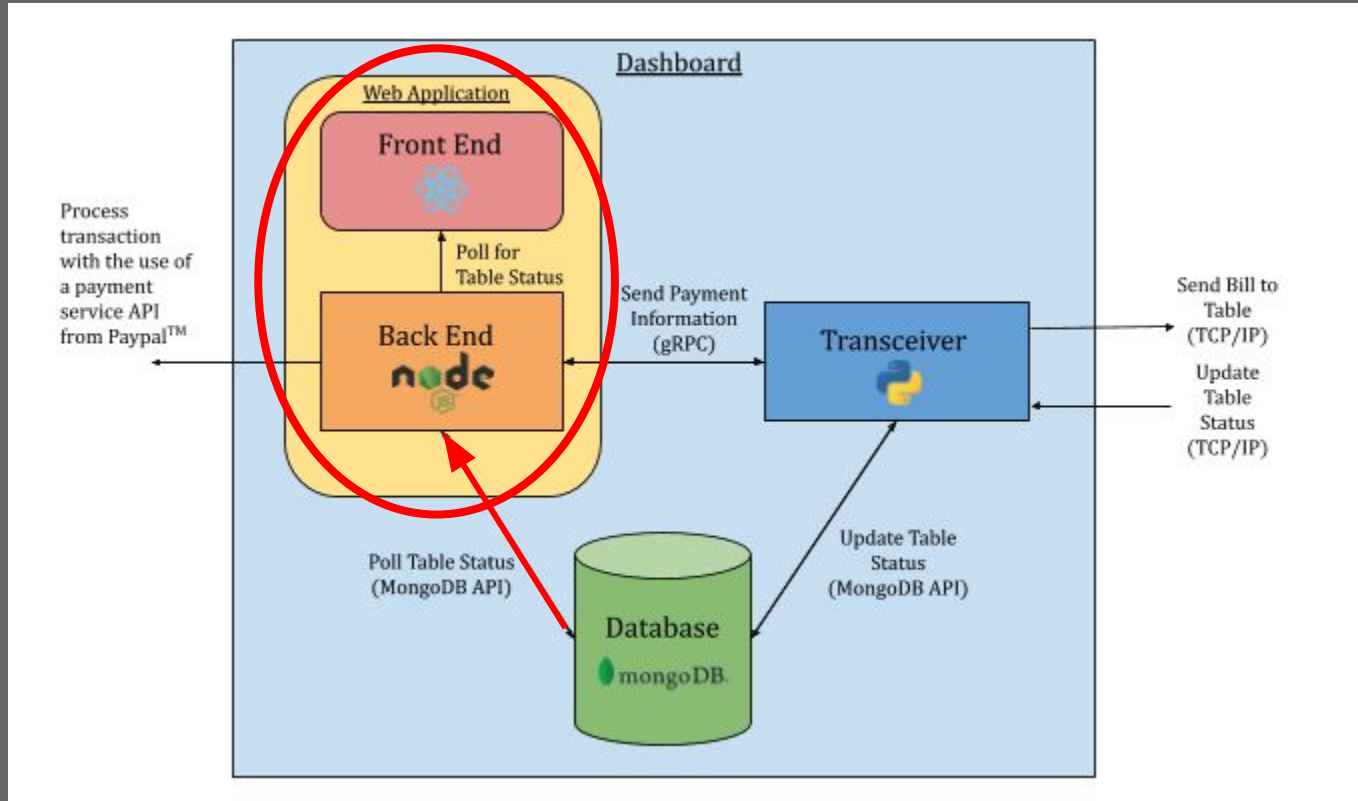 Dashboard
Web Application
Front End
Process
transaction
with the use of
a payment
service API
from Paypal™
Poll for
Table Status
Back End
node
JS
Send Payment
Information
(gRPC)
Transceiver
Send Bill to
Table
(TCP/IP)
Update
Table
Status
(TCP/IP)
Poll Table Status
(MongoDB API)
Update Table
Status
(MongoDB API)
Database
mongoDB.